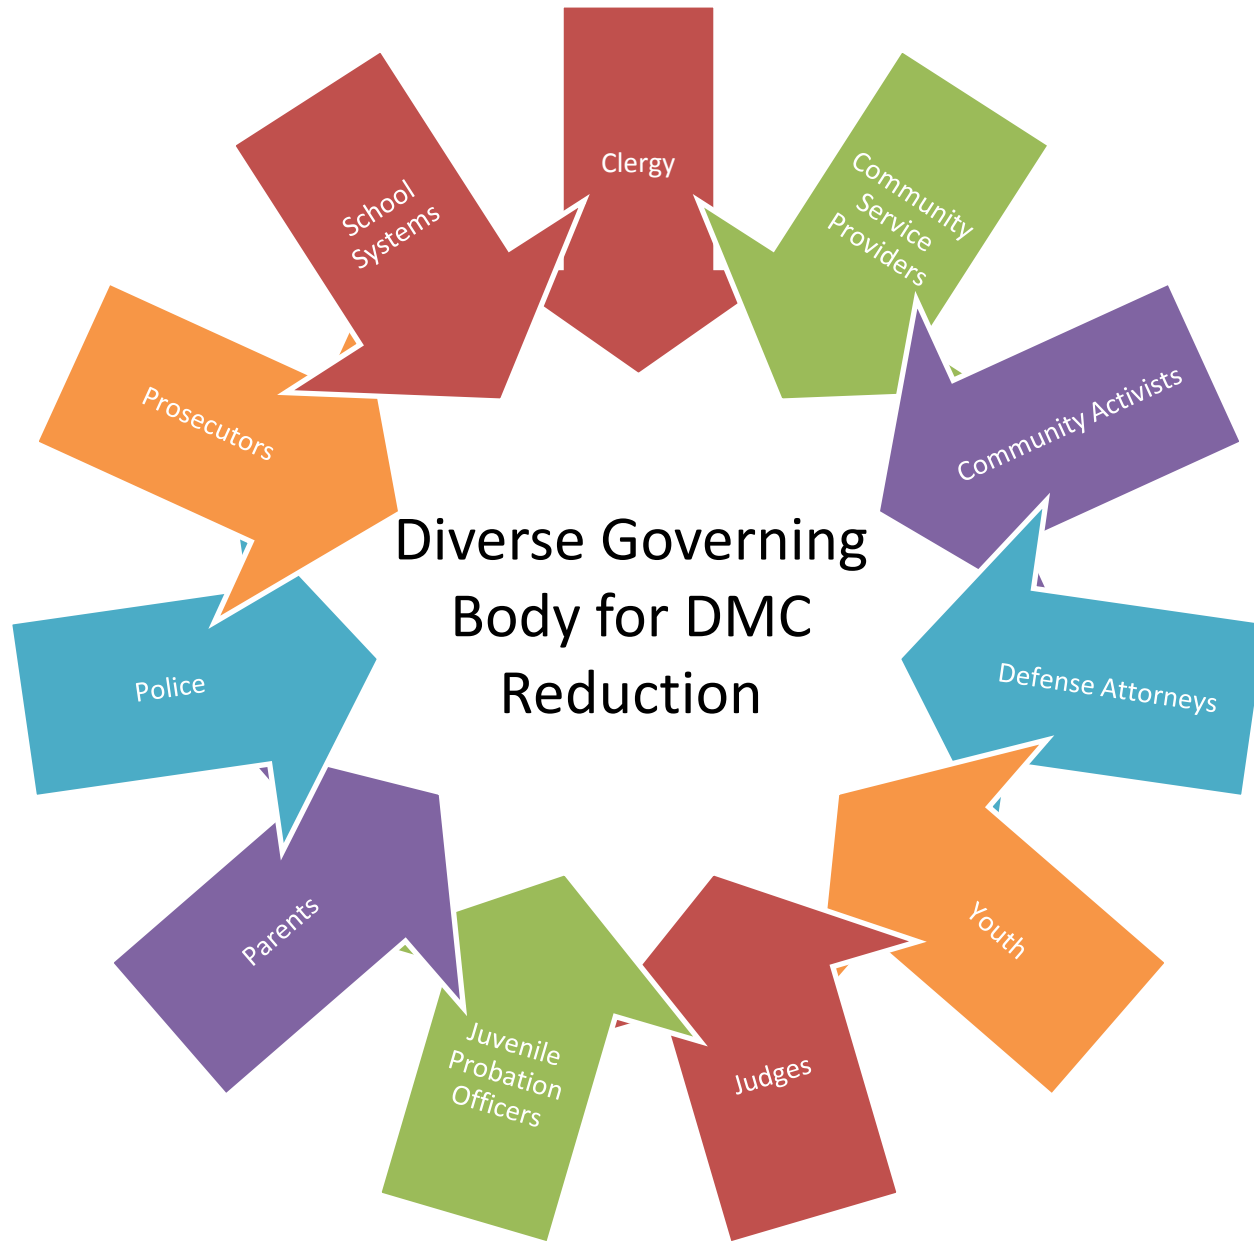 Clergy
Community
Service
Providers
Community Activists
Defense Attorneys
Youth
Judges
Juvenile
Probation
Officers
Parents
Police
Prosecutors
School
Systems
Diverse Governing
Body for DMC
Reduction